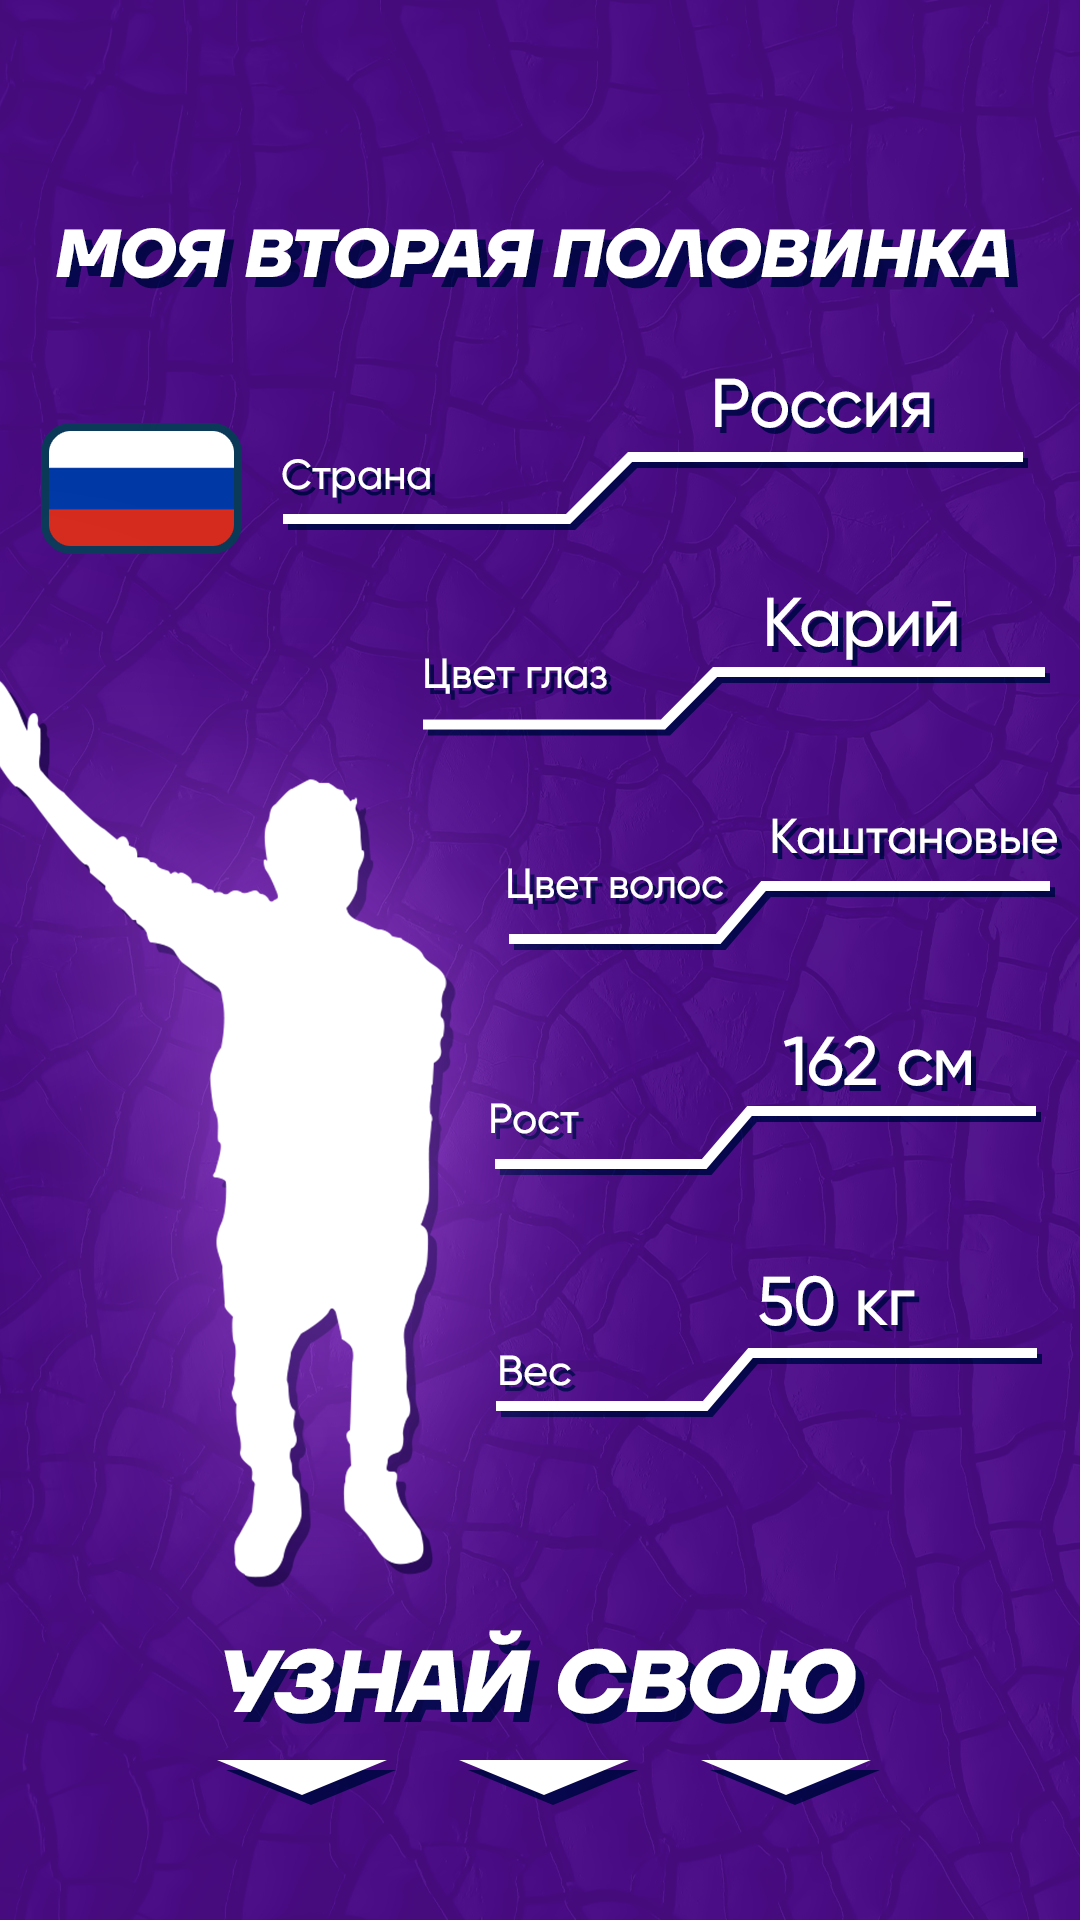 МОЯ ВТОРАЯ ПОЛОВИНКА
Россия
Страна
Карий
Цвет глаз
Каштановые
Цвет волос
162 см
Рост
50 кг
Вес
УЗНАЙ СВОЮ